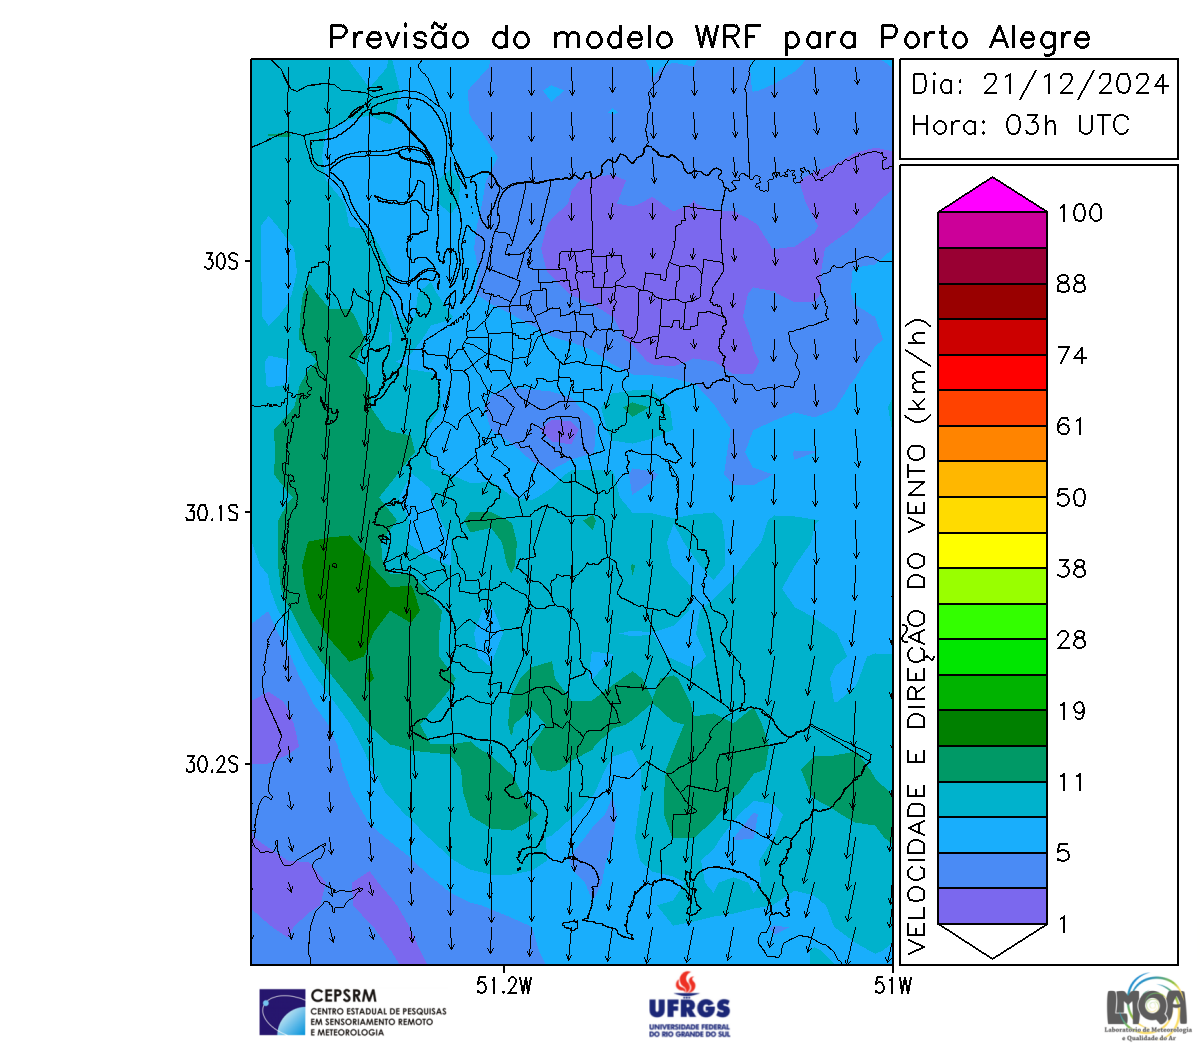 Previsão do modelo WRF para Porto Alegre
Dia: 21/12/2024
Hora: 03h UTC
100
88
74
61
50
38
28
19
11
5
1
VELOCIDADE E DIREÇÃO DO VENTO (km/h)
30S
30.1S
30.2S
51.2W
51W
CEPSRM
CENTRO ESTADUAL DE PESQUISAS
EM SENSORIAMENTO REMOTO
E METEOROLOGIA
UFRGS
UNIVERSIDADE FEDERAL
DO RIO GRANDE DO SUL
LMQA
Laboratório de Meteorologia
e Qualidade do Ar